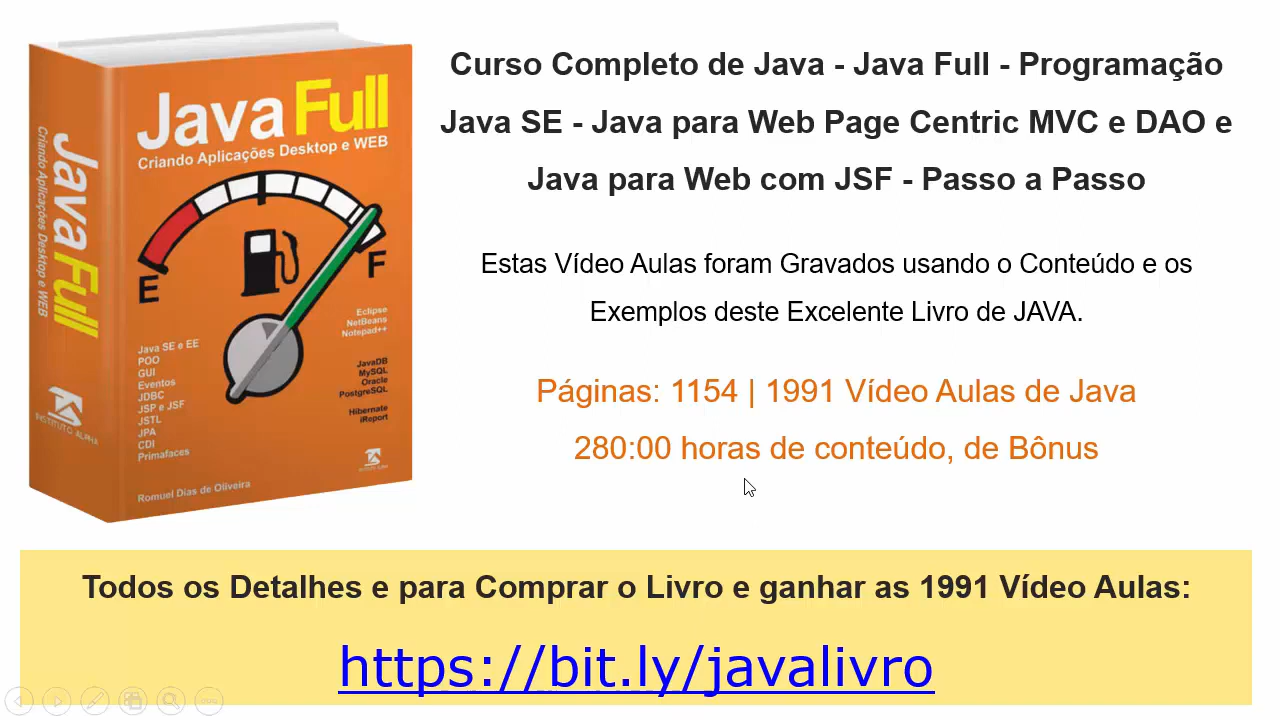 Java Full
Criando Aplicações Desktop e WEB
E
F
Eclipse
NetBeans
Notepad++
Java SE e EE
POO
GUI
Eventos
JDBC
JSP e JSF
JSTL
JPA
CDI
Primafaces
JavaDB
MySQL
Oracle
PostgreSQL
Hibernate
iReport
Romuel Dias de Oliveira
Java Full
Criando Aplicações Desktop e WEB
INSTITUTO ALPHA
Curso Completo de Java - Java Full - Programação
Java SE - Java para Web Page Centric MVC e DAO e
Java para Web com JSF - Passo a Passo
Estas Vídeo Aulas foram Gravados usando o Conteúdo e os
Exemplos deste Excelente Livro de JAVA.
Páginas: 1154 | 1991 Vídeo Aulas de Java
280:00 horas de conteúdo, de Bônus
Todos os Detalhes e para Comprar o Livro e ganhar as 1991 Vídeo Aulas:
https://bit.ly/javalivro